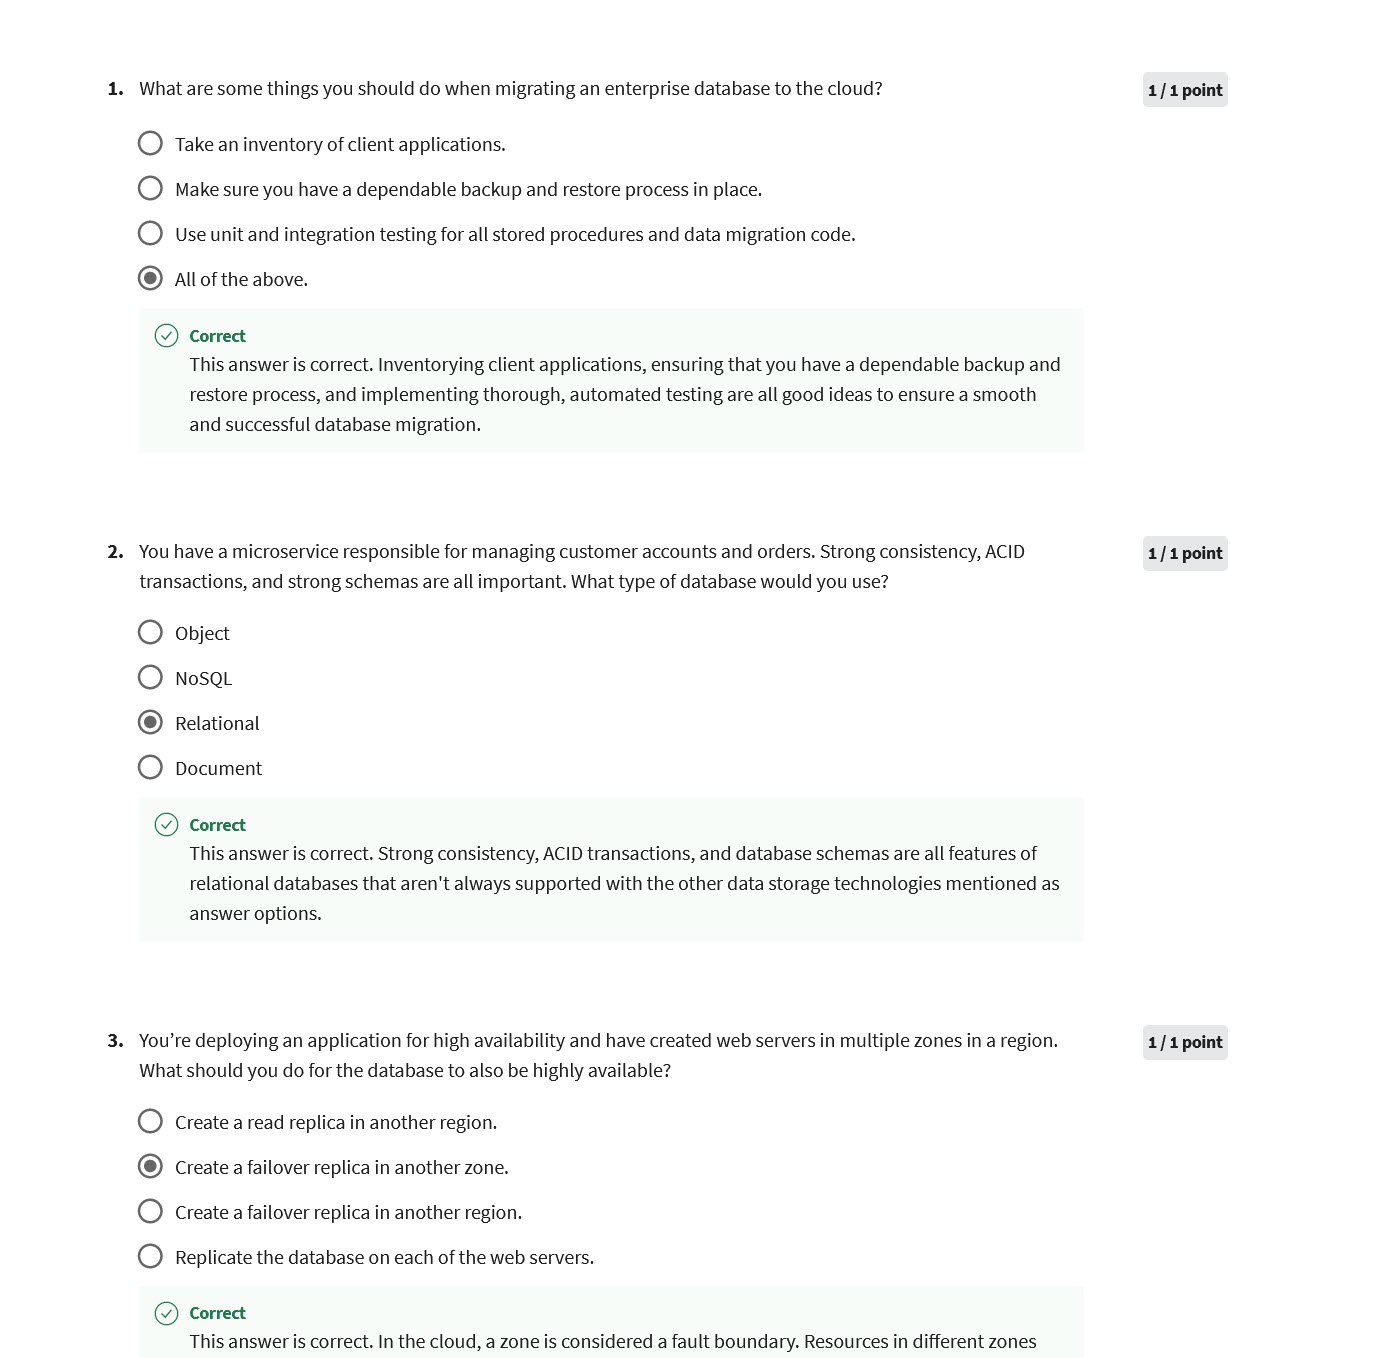 1. What are some things you should do when migrating an enterprise database to the cloud?
1 / 1 point
Take an inventory of client applications.
Make sure you have a dependable backup and restore process in place.
Use unit and integration testing for all stored procedures and data migration code.
All of the above.
Correct
This answer is correct. Inventorying client applications, ensuring that you have a dependable backup and
restore process, and implementing thorough, automated testing are all good ideas to ensure a smooth
and successful database migration.
2. You have a microservice responsible for managing customer accounts and orders. Strong consistency, ACID
transactions, and strong schemas are all important. What type of database would you use?
1 / 1 point
Object
NoSQL
Relational
Document
Correct
This answer is correct. Strong consistency, ACID transactions, and database schemas are all features of
relational databases that aren't always supported with the other data storage technologies mentioned as
answer options.
3. You’re deploying an application for high availability and have created web servers in multiple zones in a region.
What should you do for the database to also be highly available?
1 / 1 point
Create a read replica in another region.
Create a failover replica in another zone.
Create a failover replica in another region.
Replicate the database on each of the web servers.
Correct
This answer is correct. In the cloud, a zone is considered a fault boundary. Resources in different zones